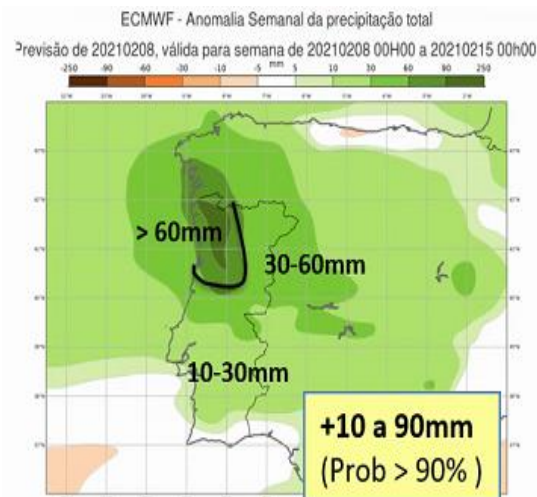 ECMWF - Anomalia Semanal da precipitação total
Previsão de 20210208, válida para semana de 20210208 00H00 a 20210215 00h00
mm
-250 -90 -60 -30 -10 -5 5 10 30 60 90 250
> 60mm
30-60mm
10-30mm
+10 a 90mm
(Prob > 90% )